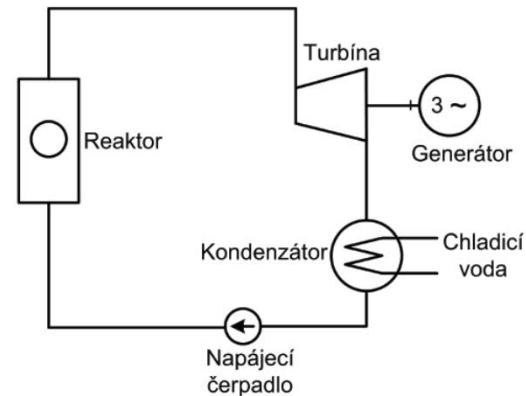 Turbína
3 ~
Reaktor
Generátor
Kondenzátor
Chladicí
voda
Napájecí
čerpadlo